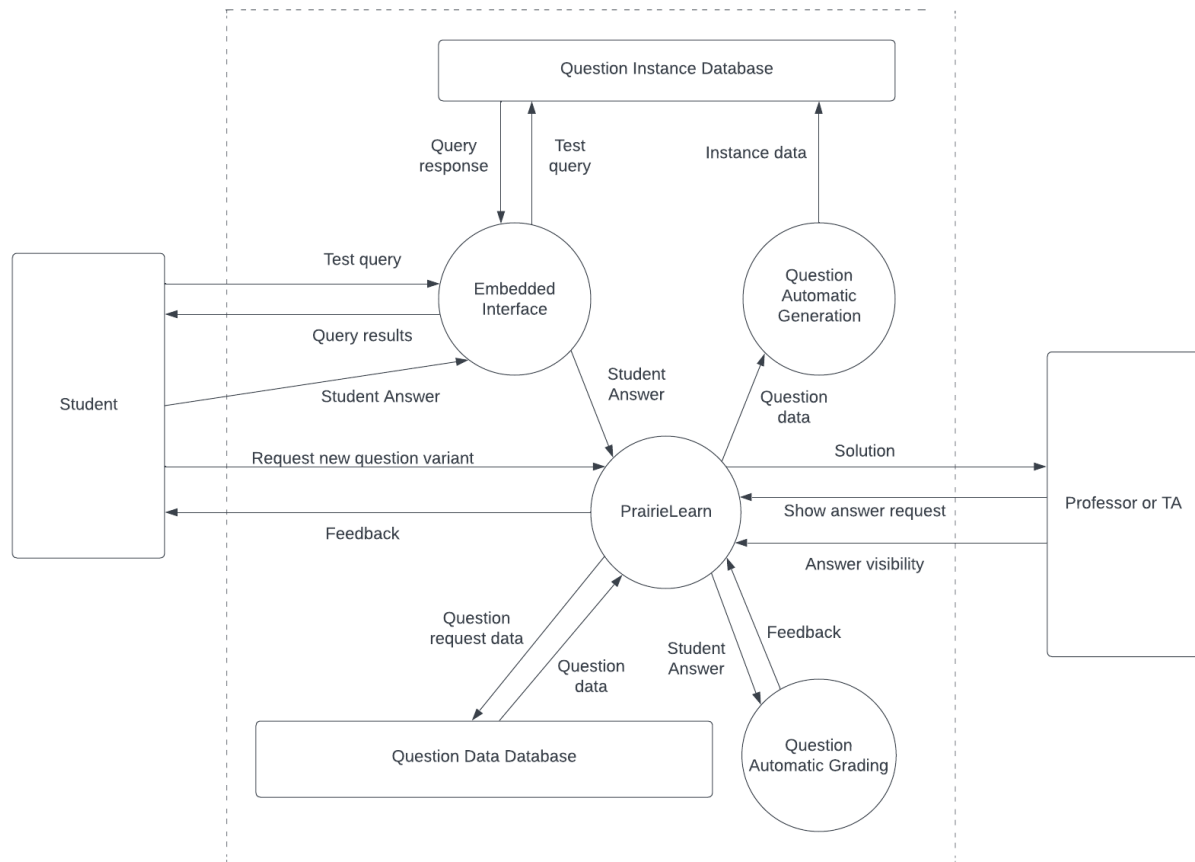 Question Instance Database
Query
response
Test
query
Instance data
Test query
Embedded
Interface
Question
Automatic
Generation
Query results
Student
Student Answer
Student
Answer
Question
data
Request new question variant
Solution
PrairieLearn
Show answer request
Professor or TA
Feedback
Answer visibility
Question
request data
Question
data
Student
Answer
Feedback
Question Data Database
Question
Automatic Grading